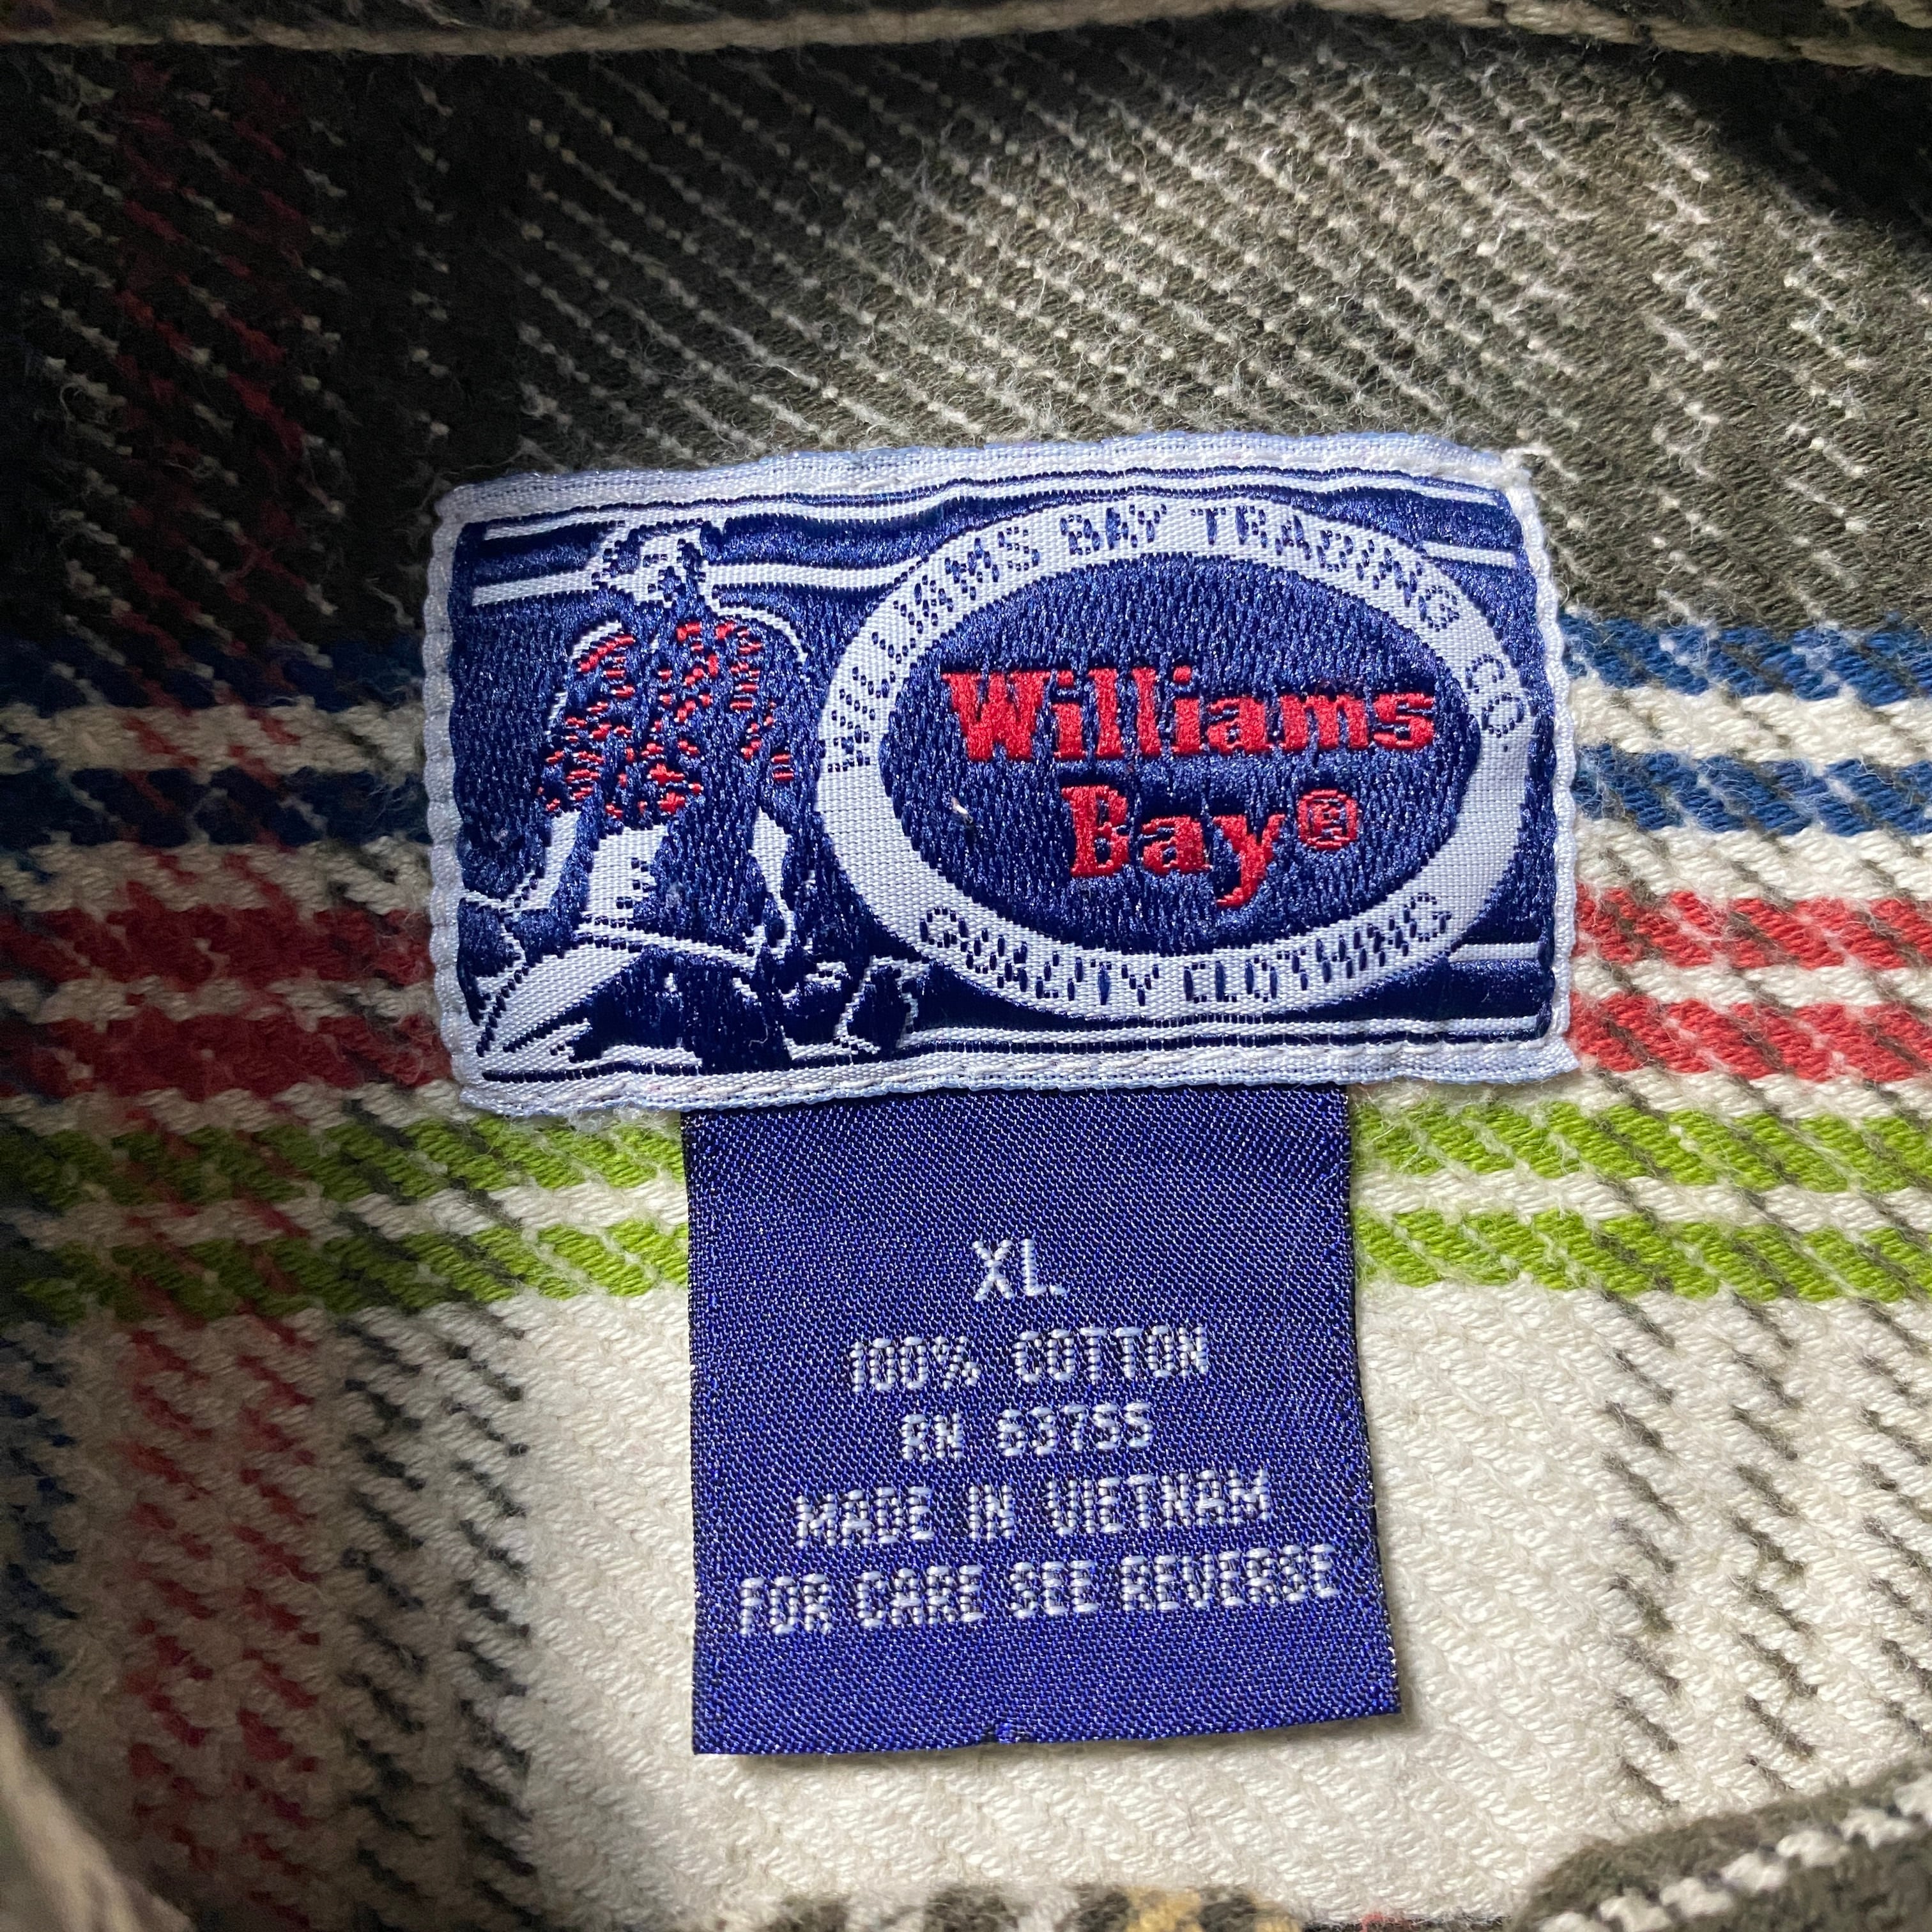 WILLIAMS BAY TRADING CO.
Williams
Bay®
QUALITY CLOTHING
XL
100% COTTON
RN 63755
MADE IN VIETNAM
FOR CARE SEE REVERSE